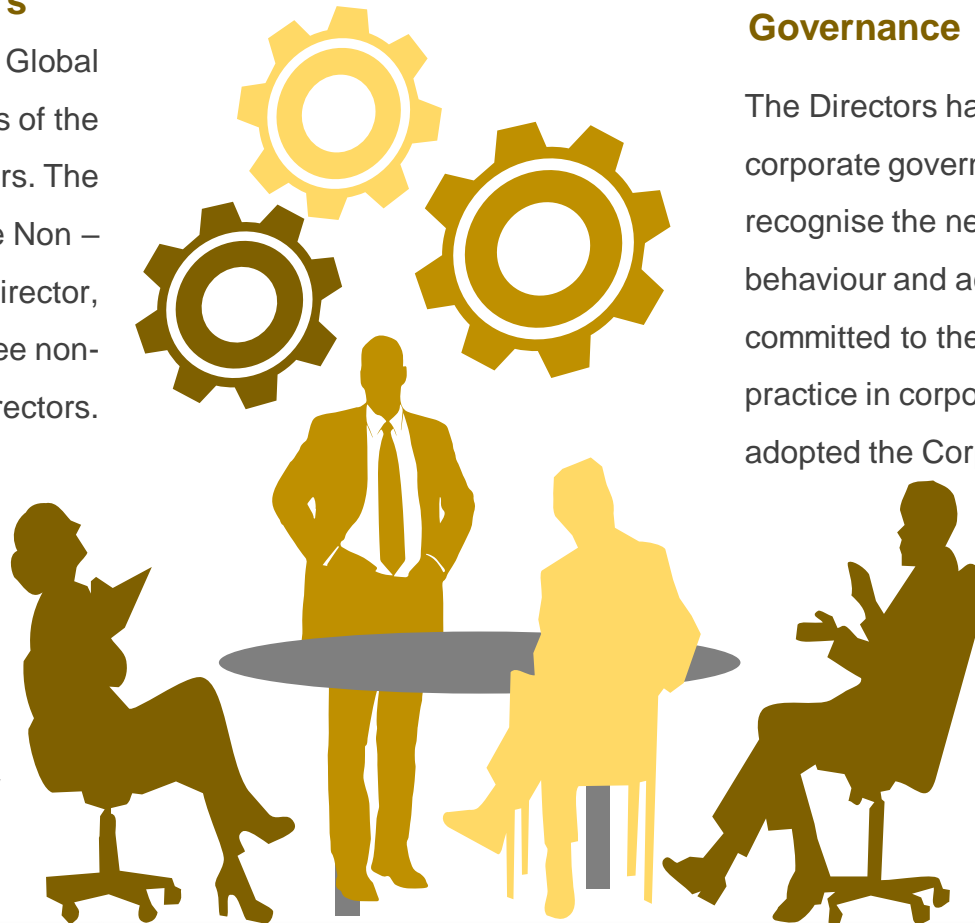 s
Global
s of the
rs. The
e Non –
irector,
ee non-
rectors.
Governance
The Directors ha
corporate govern
recognise the ne
behaviour and ac
committed to the
practice in corpo
adopted the Cor